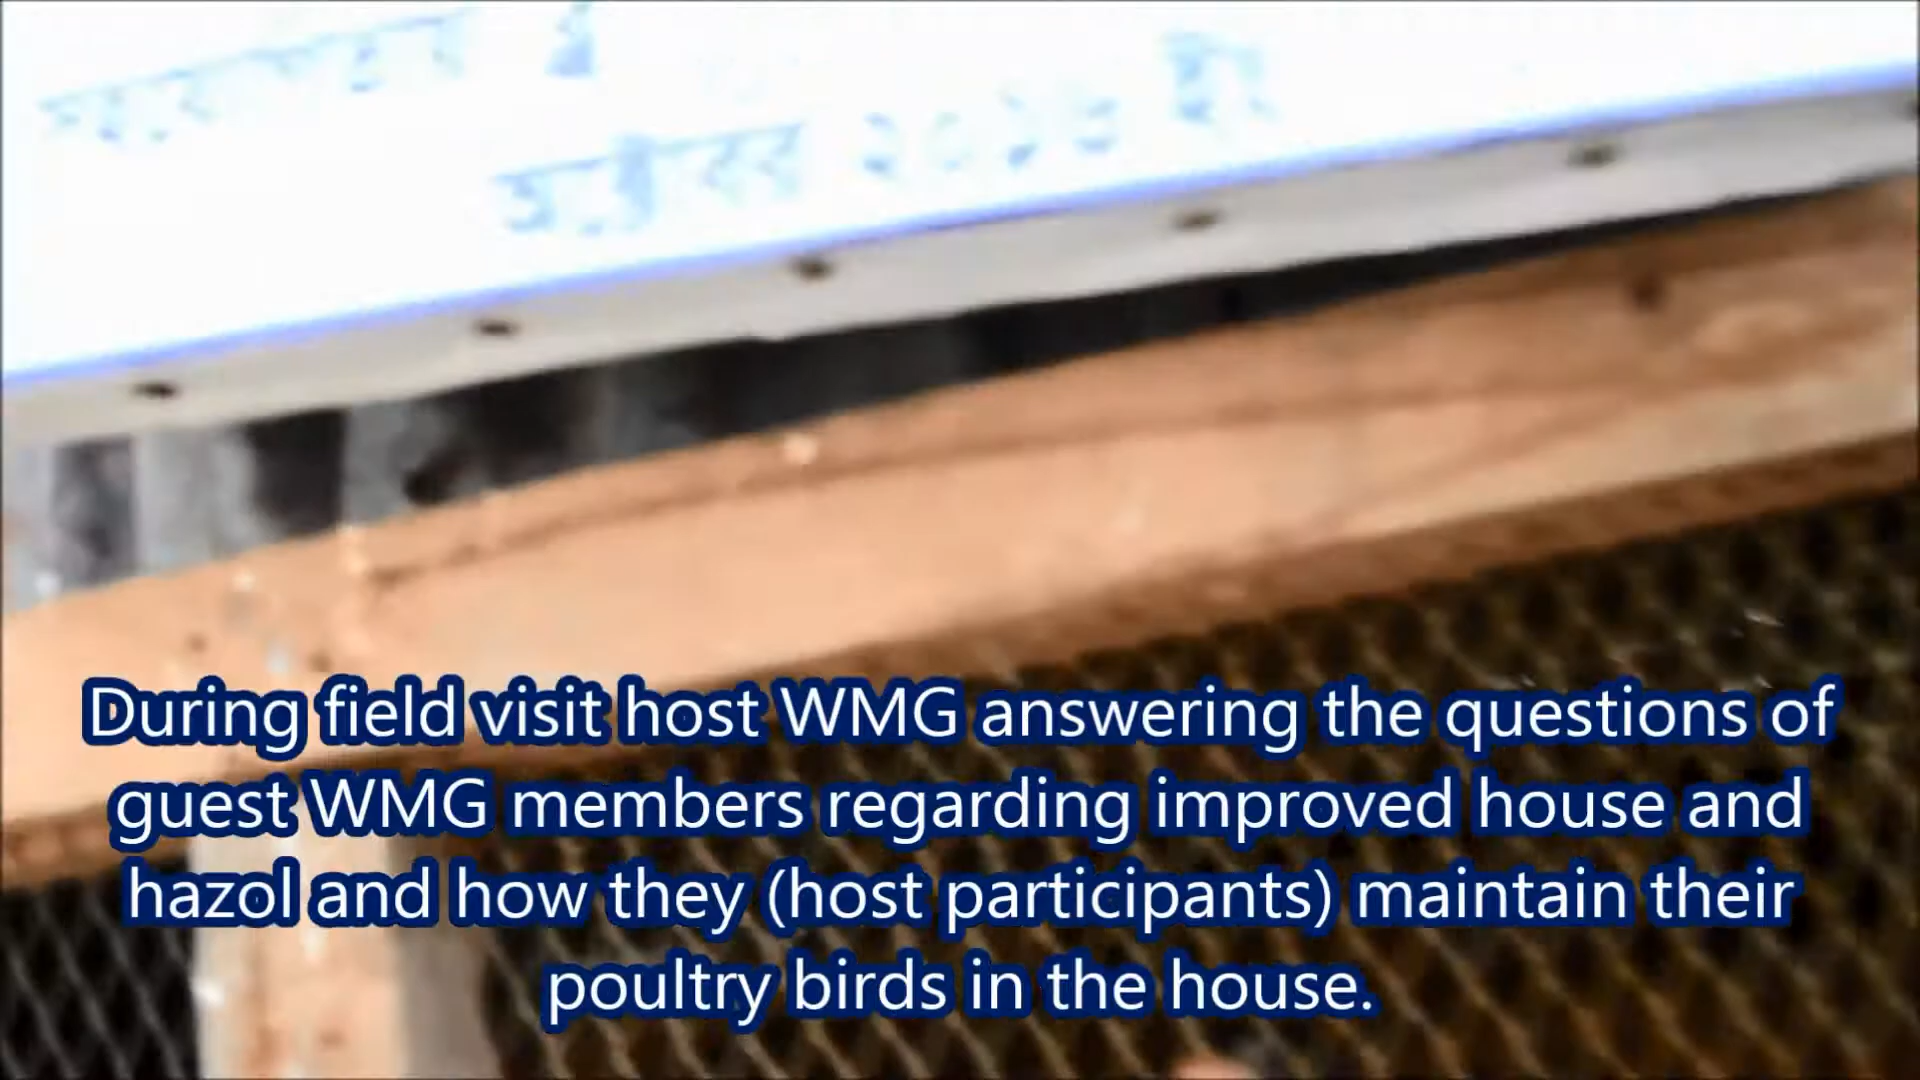 During field visit host WMG answering the questions of
guest WMG members regarding improved house and
hazol and how they (host participants) maintain their
poultry birds in the house.